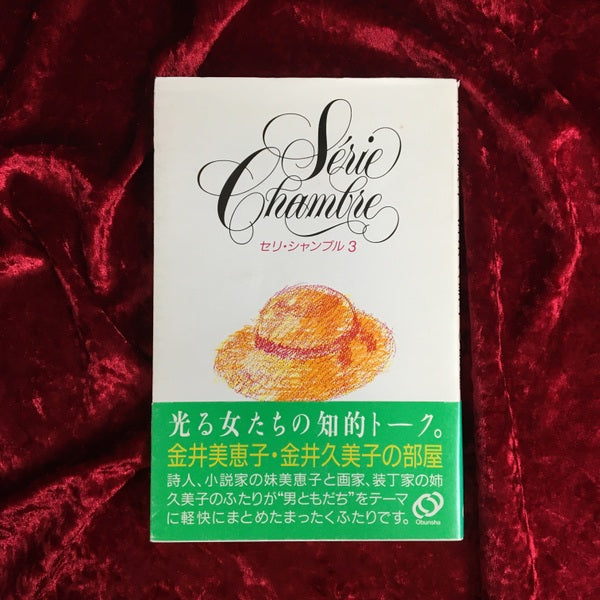 Série
Chambre
セリ・シャンブル3
光る女たちの知的トーク。
金井美恵子・金井久美子の部屋
詩人、小説家の妹美恵子と画家、装丁家の姉
久美子のふたりが“男ともだち”をテーマ
に軽快にまとめたまったくふたりです。
Obunsha